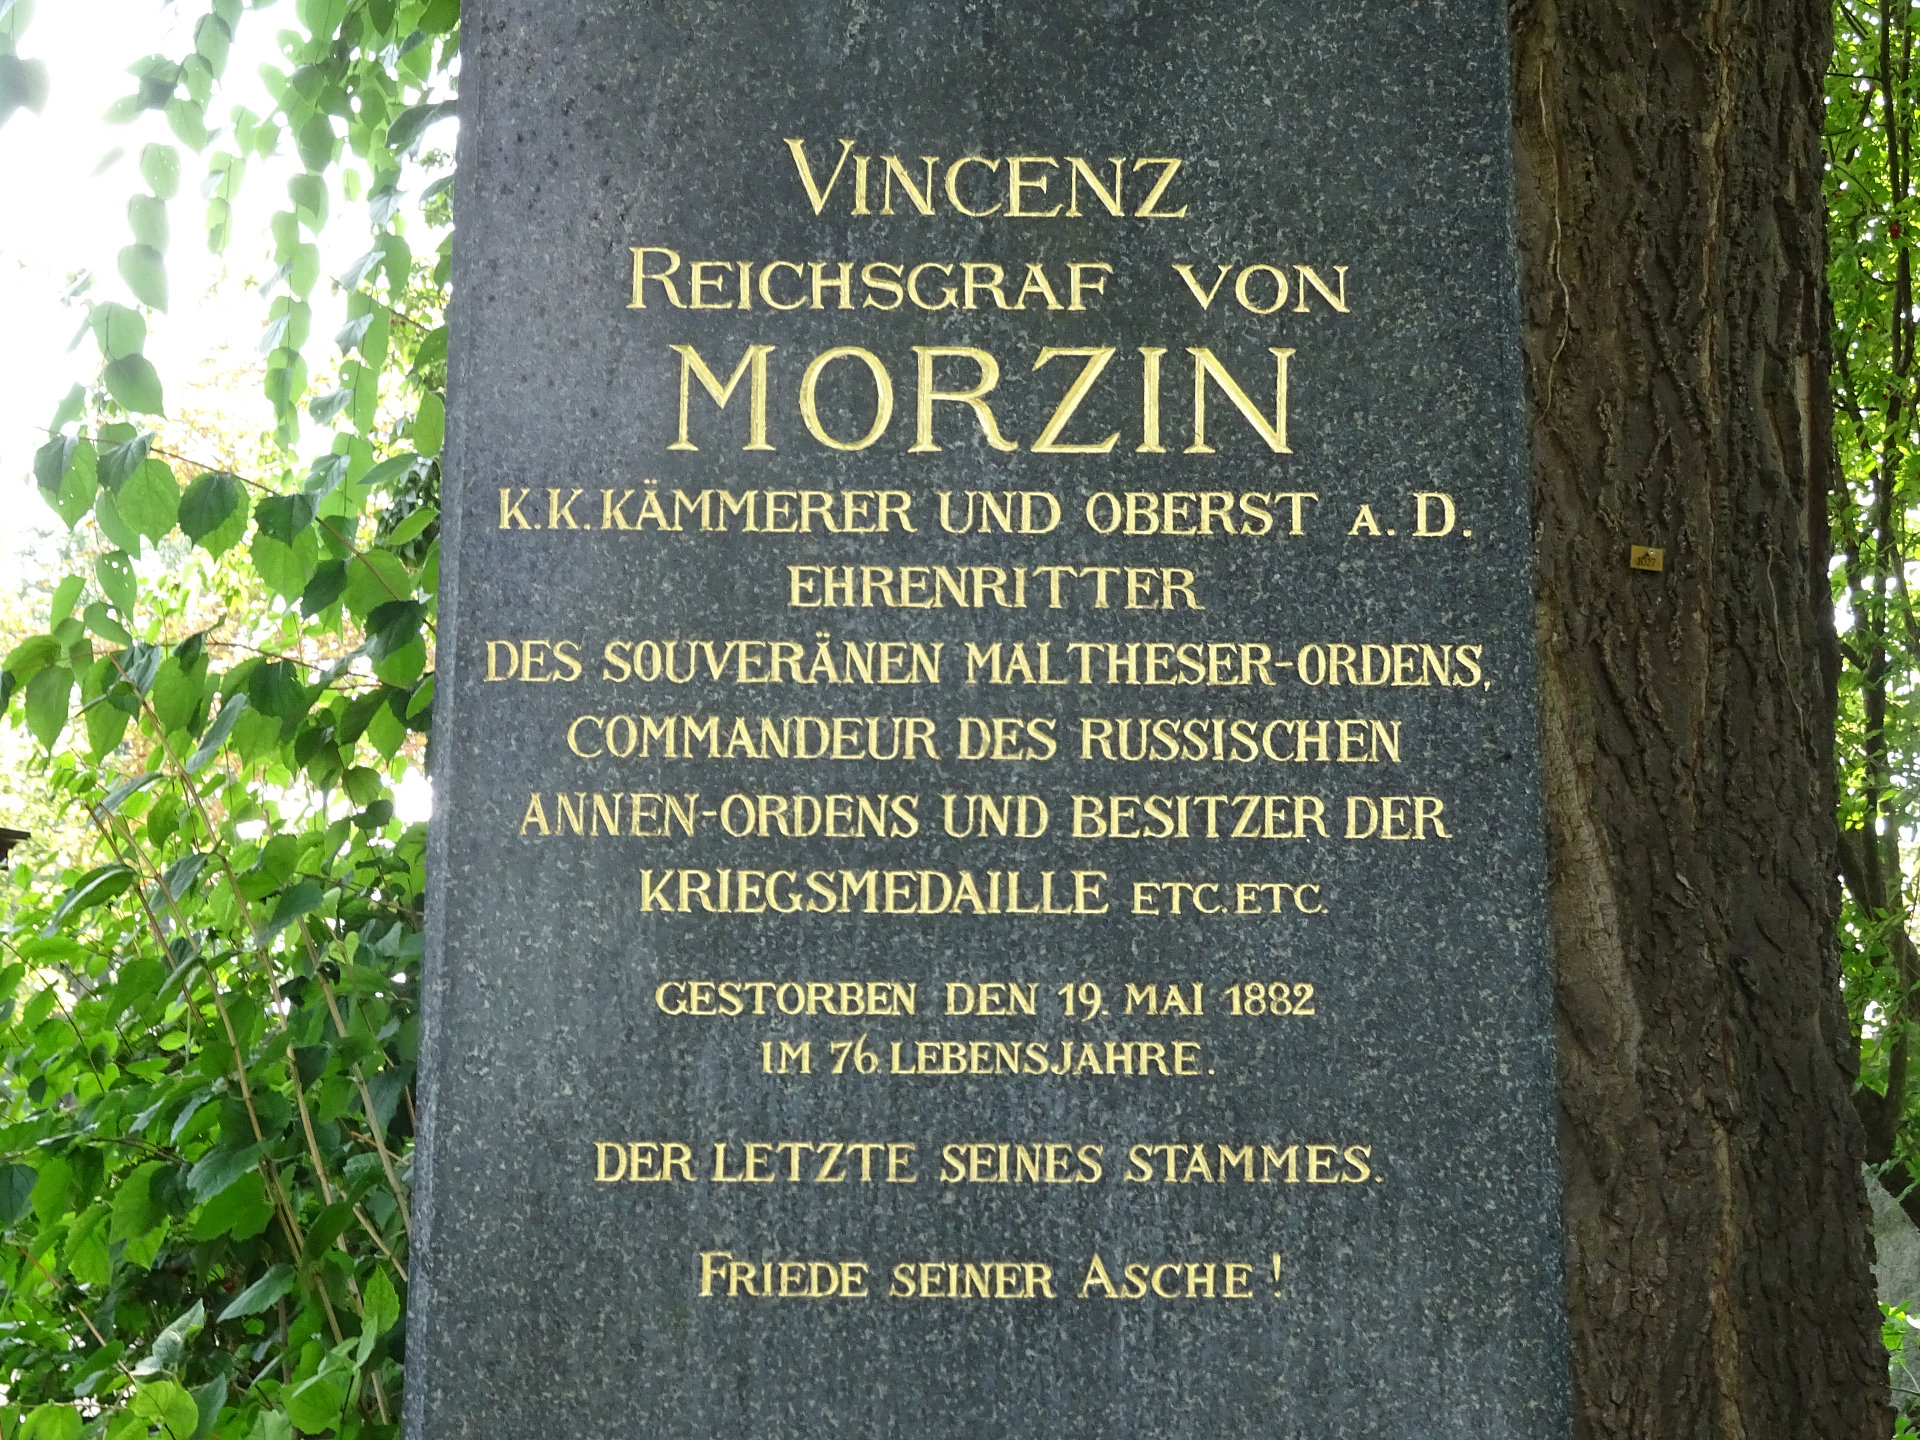 VINCENZ
REICHSGRAF VON
MORZIN
K.K. KÄMMERER UND OBERST A. D.
EHRENRITTER
DES SOUVERÄNEN MALTHESER-ORDENS,
COMMANDEUR DES RUSSISCHEN
ANNEN-ORDENS UND BESITZER DER
KRIEGSMEDAILLE ETC. ETC.
GESTORBEN DEN 19. MAI 1882
IM 76. LEBENSJAHRE.
DER LETZTE SEINES STAMMES.
FRIEDE SEINER ASCHE!